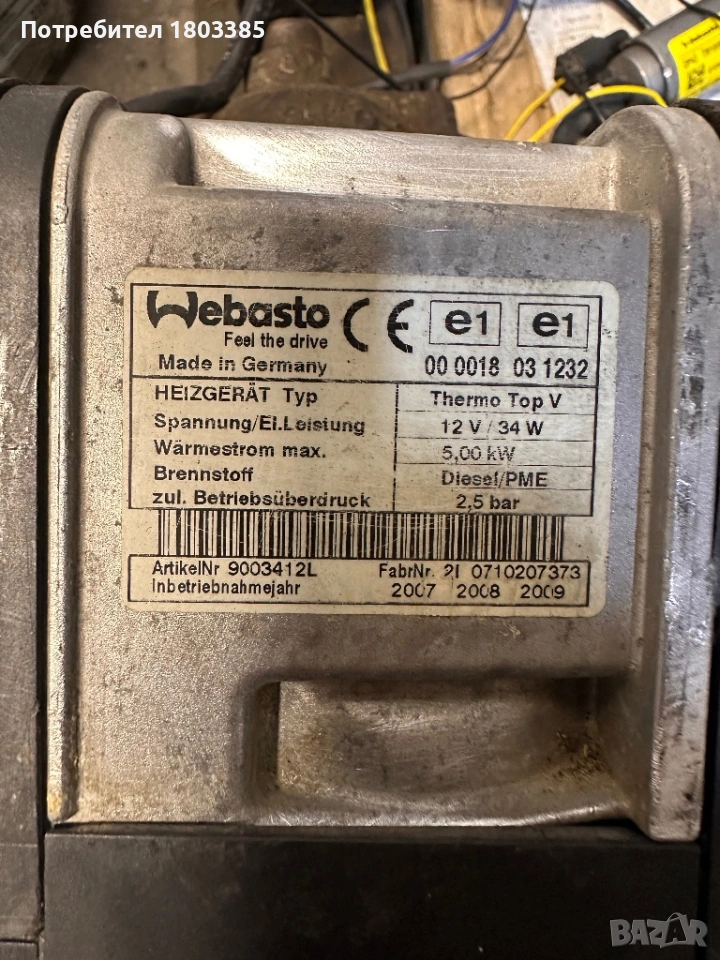 Потребител 1803385
Webasto
Feel the drive
Made in Germany
CE e1 e1
00 0018 03 1232
HEIZGERÄT Typ Thermo Top V
Spannung/El.Leistung 12 V / 34 W
Wärmestrom max. 5,00 kW
Brennstoff Diesel/PME
zul. Betriebsüberdruck 2,5 bar
ArtikelNr 9003412L FabrNr. 2I 0710207373
Inbetriebnahmejahr 2007 2008 2009
BAZAR